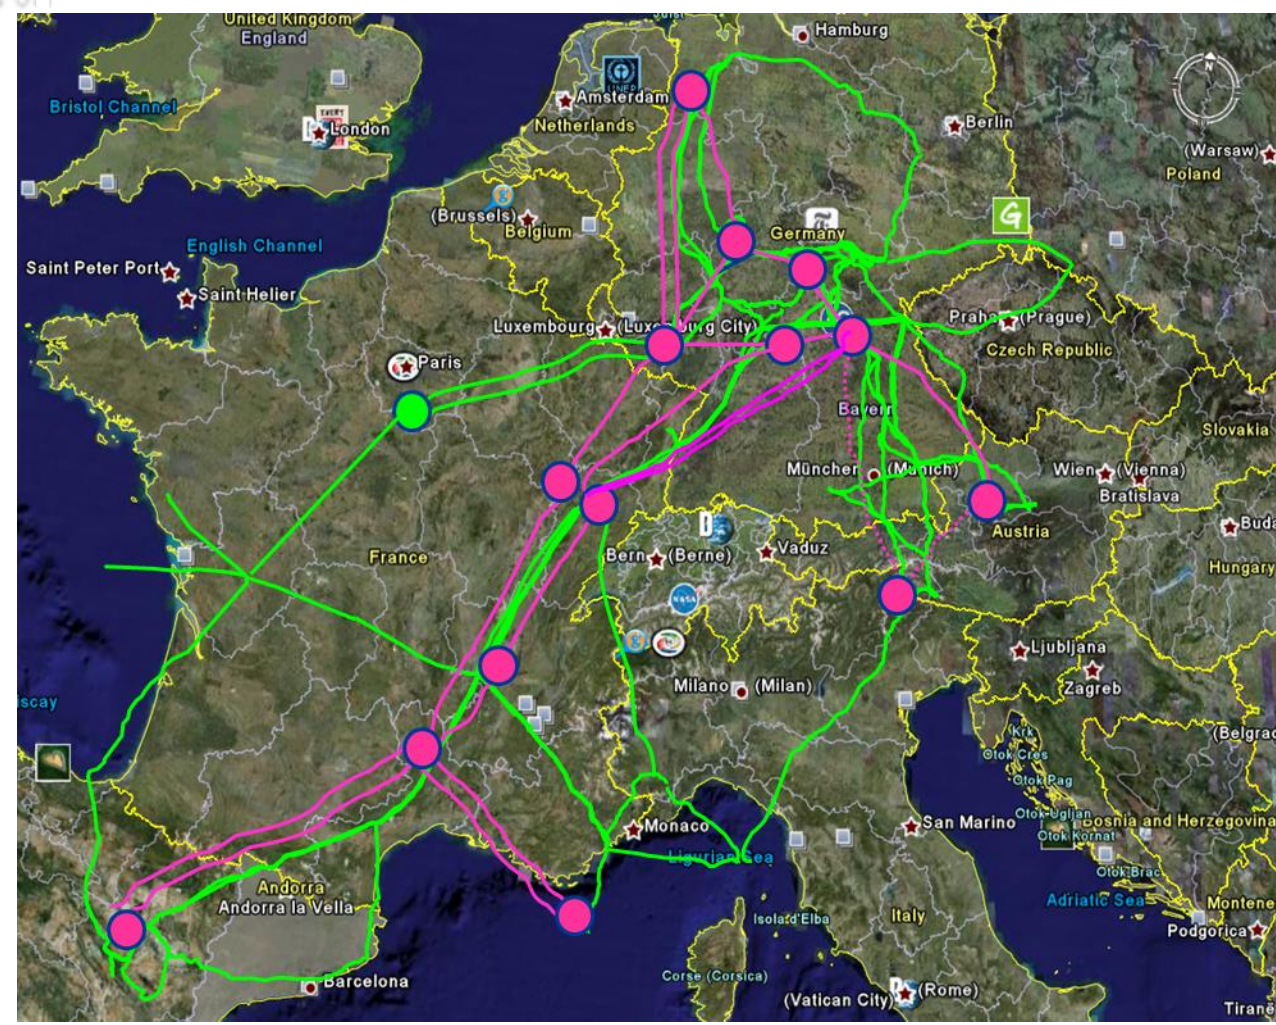 United Kingdom
England
Hamburg
Bristol Channel
London
Amsterdam
Netherlands
Berlin
(Warsaw)
Poland
(Brussels)
Belgium
Germany
English Channel
Saint Peter Port
Saint Helier
Luxembourg
Praha (Prague)
Czech Republic
Paris
Slovakia
München (Munich)
Wien (Vienna)
Bratislava
Austria
France
Bern (Berne)
Vaduz
Hungary
NASA
Ljubljana
Milano (Milan)
Zagreb
iscay
(Belgrad
Krk
Otok Cres
Otok Pag
Monaco
San Marino
Otok Ugljan
Bosnia and Herzegovina
Otok Kornat
Ligurian Sea
Otok Brac
Andorra
Andorra la Vella
Isola d'Elba
Italy
Adriatic Sea
Montene
Podgorica
Barcelona
Corse (Corsica)
(Vatican City) (Rome)
Tiranë